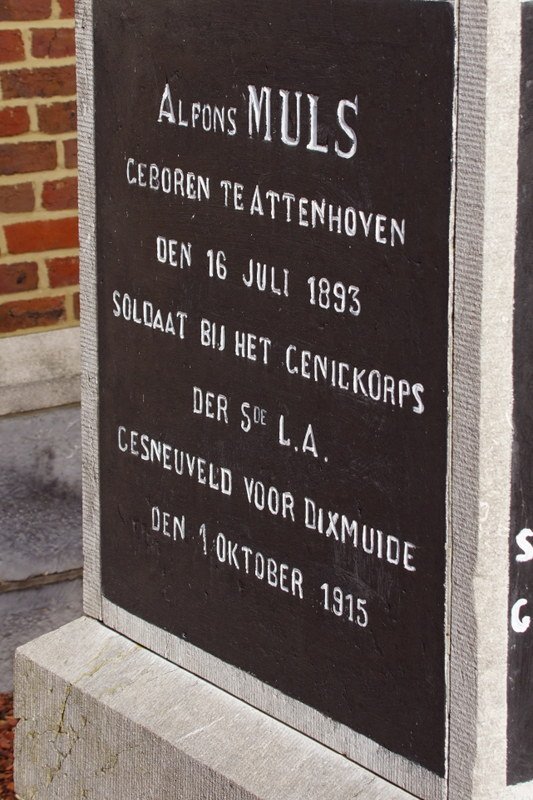 ALFONS MULS
GEBOREN TE ATTENHOVEN
DEN 16 JULI 1893
SOLDAAT BIJ HET GENICKORPS
DER 5DE L.A.
GESNEUVELD VOOR DIXMUIDE
DEN 1 OKTOBER 1915
S
G